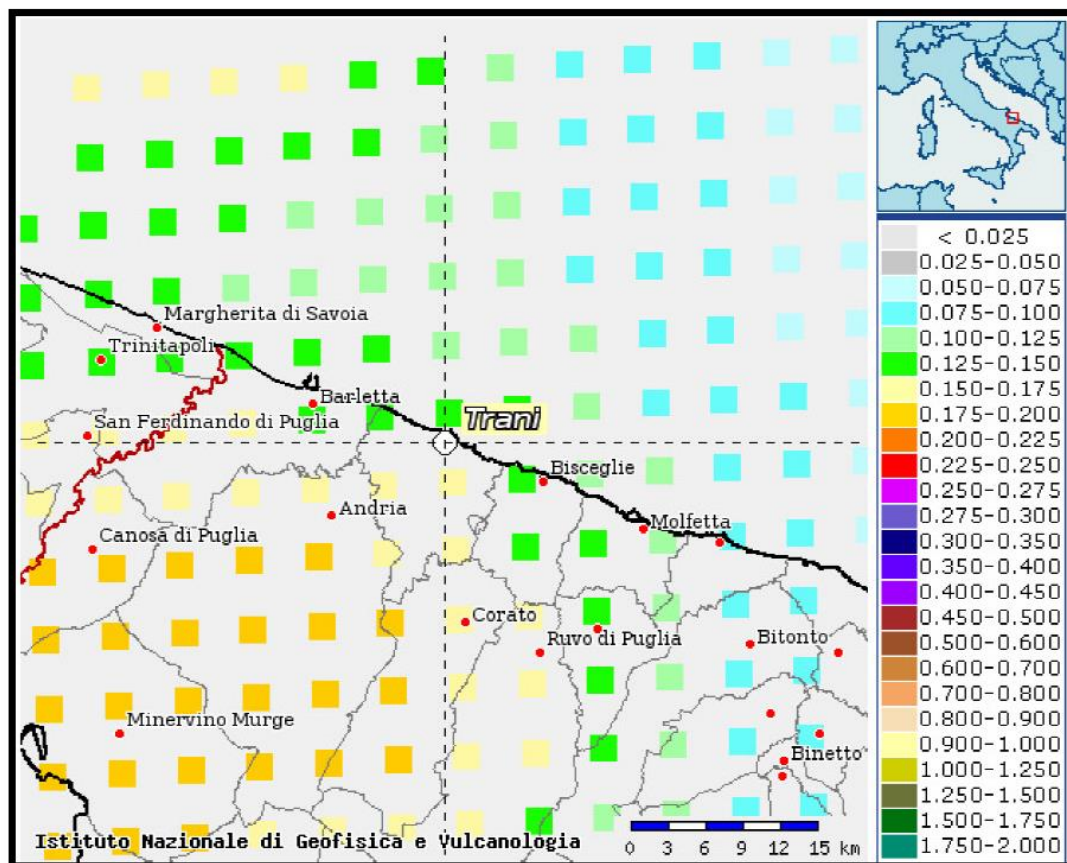 Margherita di Savoia
Trinitapoli
Barletta
San Ferdinando di Puglia
Trani
Bisceglie
Andria
Molfetta
Canosa di Puglia
Corato
Ruvo di Puglia
Bitonto
Minervino Murge
Binetto
Istituto Nazionale di Geofisica e Vulcanologia
0 3 6 9 12 15 km
< 0.025
0.025-0.050
0.050-0.075
0.075-0.100
0.100-0.125
0.125-0.150
0.150-0.175
0.175-0.200
0.200-0.225
0.225-0.250
0.250-0.275
0.275-0.300
0.300-0.350
0.350-0.400
0.400-0.450
0.450-0.500
0.500-0.600
0.600-0.700
0.700-0.800
0.800-0.900
0.900-1.000
1.000-1.250
1.250-1.500
1.500-1.750
1.750-2.000